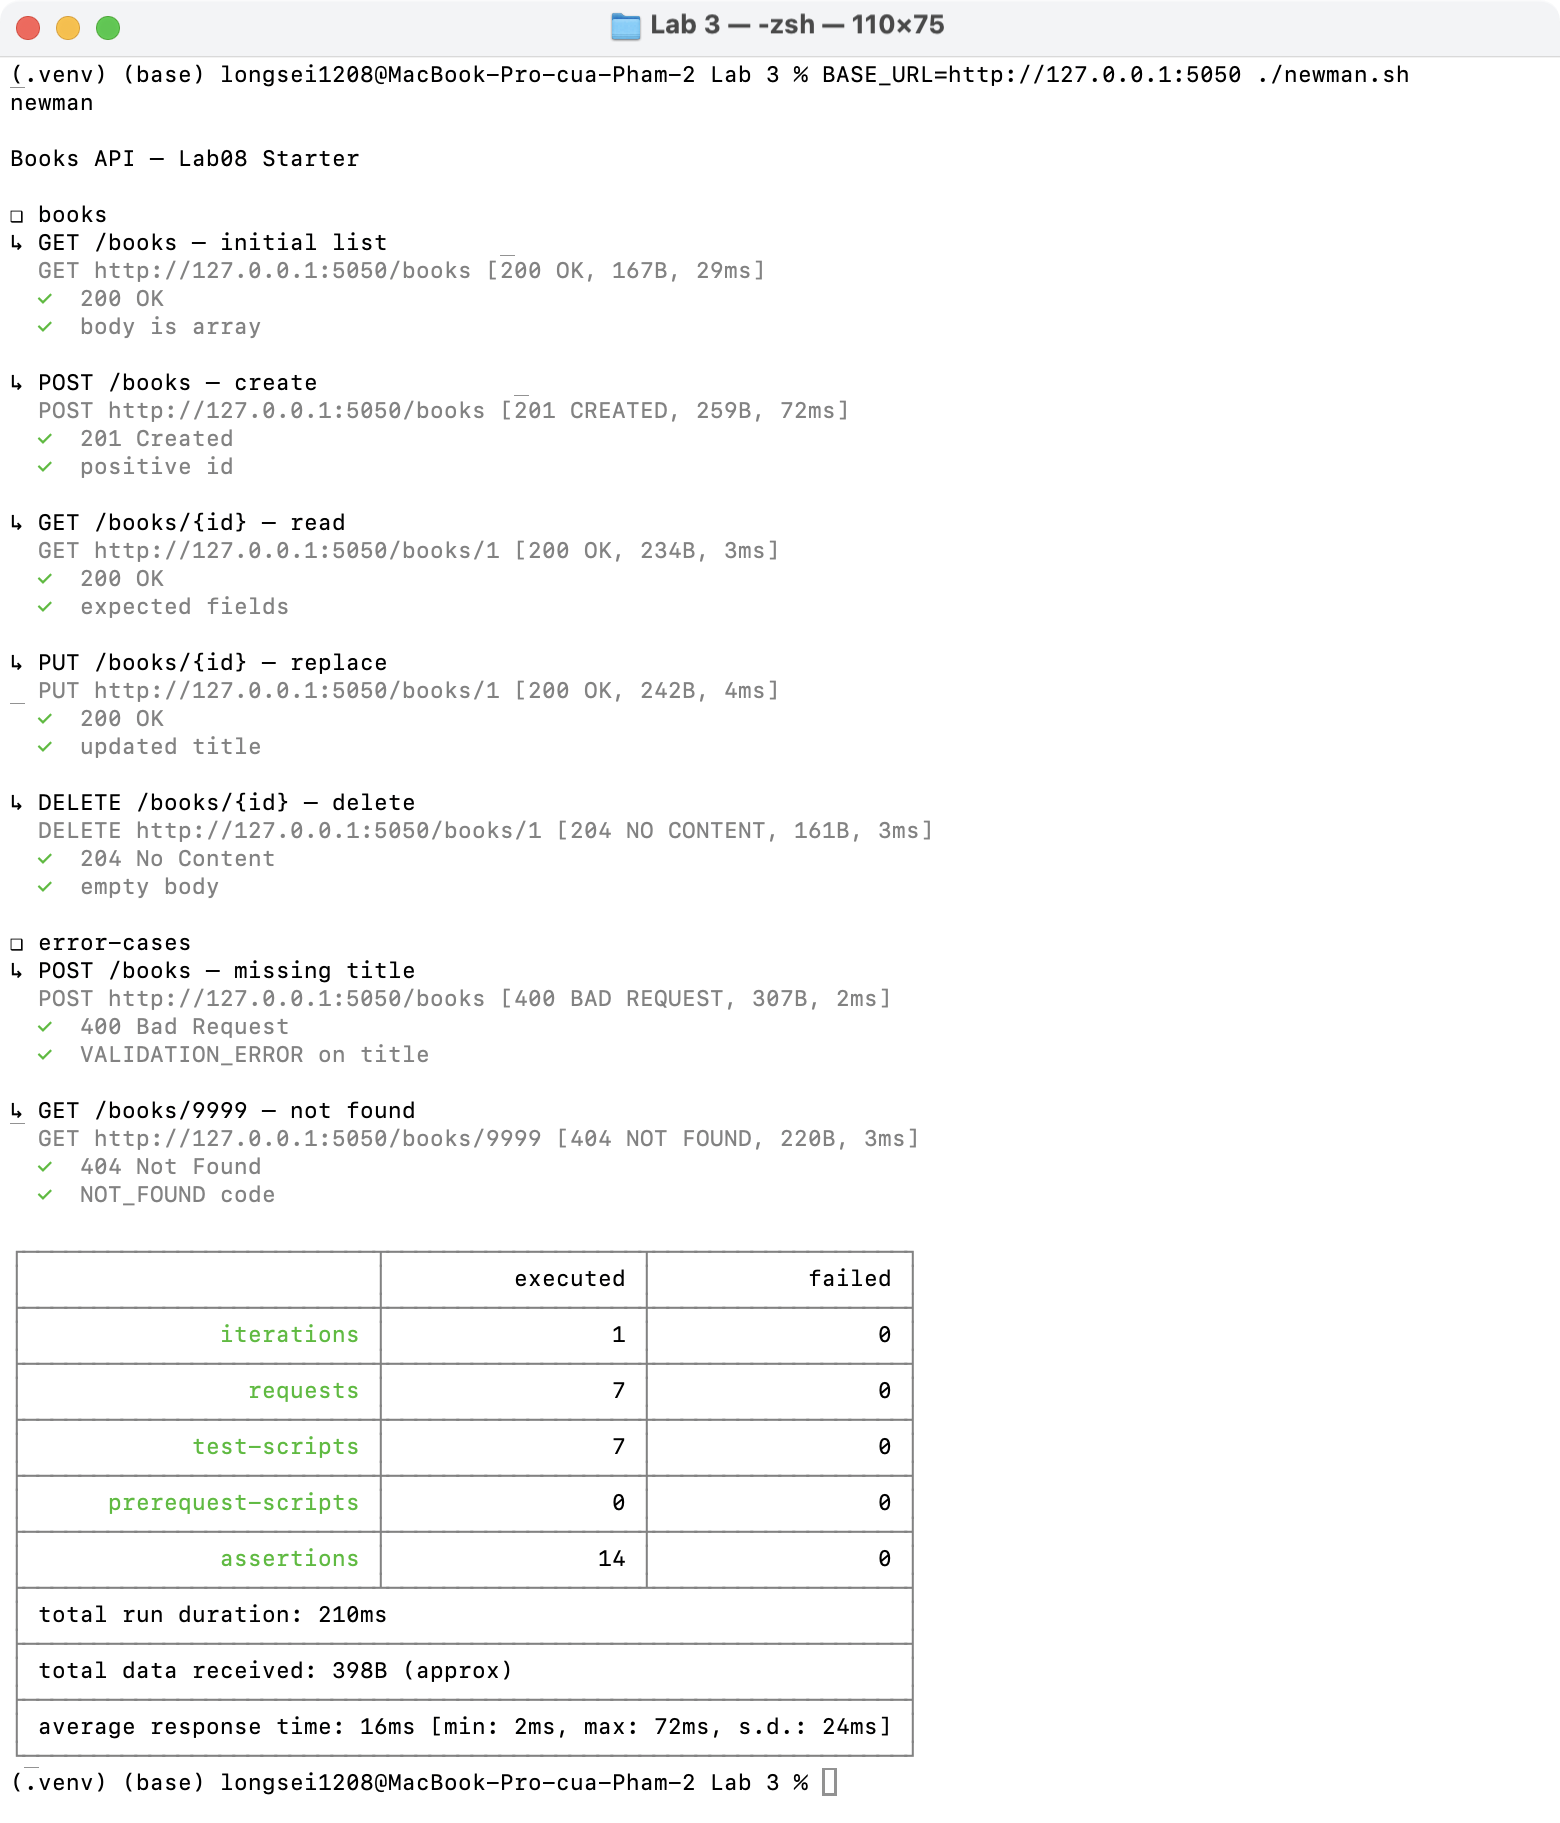 Lab 3 — -zsh — 110×75
(.venv) (base) longsei1208@MacBook-Pro-cua-Pham-2 Lab 3 % BASE_URL=http://127.0.0.1:5050 ./newman.sh
newman
Books API — Lab08 Starter
❏ books
↳ GET /books — initial list
GET http://127.0.0.1:5050/books [200 OK, 167B, 29ms]
✓ 200 OK
✓ body is array
↳ POST /books — create
POST http://127.0.0.1:5050/books [201 CREATED, 259B, 72ms]
✓ 201 Created
✓ positive id
↳ GET /books/{id} — read
GET http://127.0.0.1:5050/books/1 [200 OK, 234B, 3ms]
✓ 200 OK
✓ expected fields
↳ PUT /books/{id} — replace
PUT http://127.0.0.1:5050/books/1 [200 OK, 242B, 4ms]
✓ 200 OK
✓ updated title
↳ DELETE /books/{id} — delete
DELETE http://127.0.0.1:5050/books/1 [204 NO CONTENT, 161B, 3ms]
✓ 204 No Content
✓ empty body
❏ error-cases
↳ POST /books — missing title
POST http://127.0.0.1:5050/books [400 BAD REQUEST, 307B, 2ms]
✓ 400 Bad Request
✓ VALIDATION_ERROR on title
↳ GET /books/9999 — not found
GET http://127.0.0.1:5050/books/9999 [404 NOT FOUND, 220B, 3ms]
✓ 404 Not Found
✓ NOT_FOUND code
executed failed
iterations 1 0
requests 7 0
test-scripts 7 0
prerequest-scripts 0 0
assertions 14 0
total run duration: 210ms
total data received: 398B (approx)
average response time: 16ms [min: 2ms, max: 72ms, s.d.: 24ms]
(.venv) (base) longsei1208@MacBook-Pro-cua-Pham-2 Lab 3 %